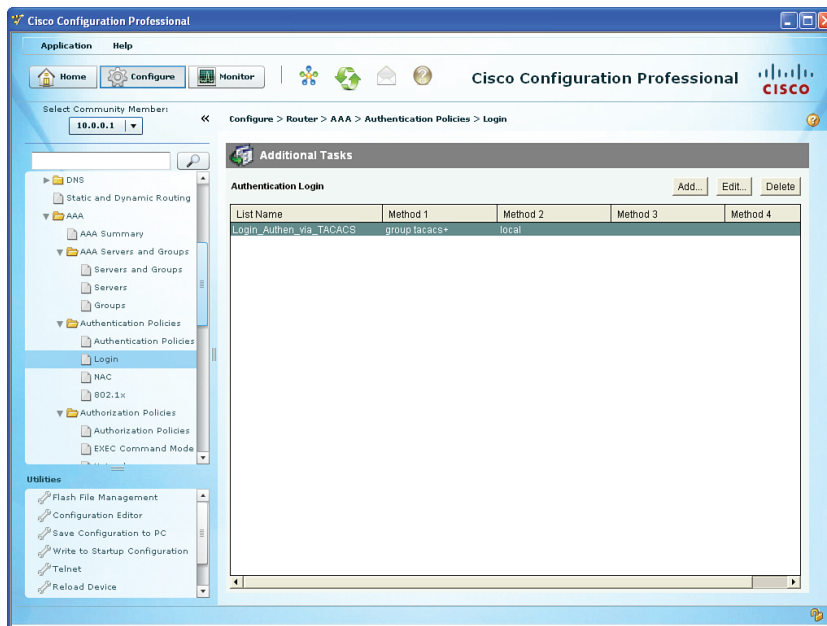 Cisco Configuration Professional
Application Help
Home Configure Monitor Cisco Configuration Professional CISCO
Select Community Member:
10.0.0.1
Configure > Router > AAA > Authentication Policies > Login
DNS
Static and Dynamic Routing
AAA
AAA Summary
AAA Servers and Groups
Servers and Groups
Servers
Groups
Authentication Policies
Authentication Policies
Login
NAC
802.1x
Authorization Policies
Authorization Policies
EXEC Command Mode
Utilities
Flash File Management
Configuration Editor
Save Configuration to PC
Write to Startup Configuration
Telnet
Reload Device
Additional Tasks
Authentication Login Add... Edit... Delete
List Name Method 1 Method 2 Method 3 Method 4
Login_Authen_via_TACACS group tacacs+ local